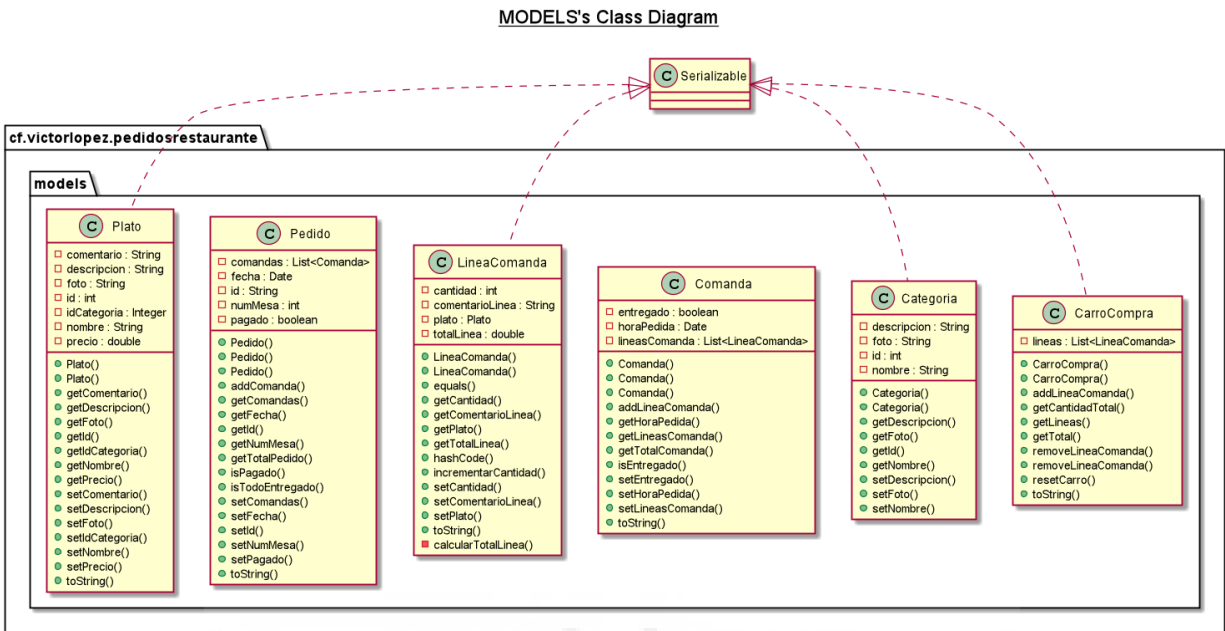 MODELS's Class Diagram
C Serializable
cf.victorlopez.pedidosrestaurante
models
C Plato
comentario : String
descripcion : String
foto : String
id : int
idCategoria : Integer
nombre : String
precio : double
Plato()
Plato()
getComentario()
getDescripcion()
getFoto()
getId()
getIdCategoria()
getNombre()
getPrecio()
setComentario()
setDescripcion()
setFoto()
setIdCategoria()
setNombre()
setPrecio()
toString()
C Pedido
comandas : List<Comanda>
fecha : Date
id : String
numMesa : int
pagado : boolean
Pedido()
Pedido()
Pedido()
addComanda()
getComandas()
getFecha()
getId()
getNumMesa()
getTotalPedido()
isPagado()
isTodoEntregado()
setComandas()
setFecha()
setId()
setNumMesa()
setPagado()
toString()
C LineaComanda
cantidad : int
comentarioLinea : String
plato : Plato
totalLinea : double
LineaComanda()
LineaComanda()
equals()
getCantidad()
getComentarioLinea()
getPlato()
getTotalLinea()
hashCode()
incrementarCantidad()
setCantidad()
setComentarioLinea()
setPlato()
toString()
calcularTotalLinea()
C Comanda
entregado : boolean
horaPedida : Date
lineasComanda : List<LineaComanda>
Comanda()
Comanda()
Comanda()
addLineaComanda()
getHoraPedida()
getLineasComanda()
getTotalComanda()
isEntregado()
setEntregado()
setHoraPedida()
setLineasComanda()
toString()
C Categoria
descripcion : String
foto : String
id : int
nombre : String
Categoria()
Categoria()
getDescripcion()
getFoto()
getId()
getNombre()
setDescripcion()
setFoto()
setNombre()
C CarroCompra
lineas : List<LineaComanda>
CarroCompra()
CarroCompra()
addLineaComanda()
getCantidadTotal()
getLineas()
getTotal()
removeLineaComanda()
removeLineaComanda()
resetCarro()
toString()